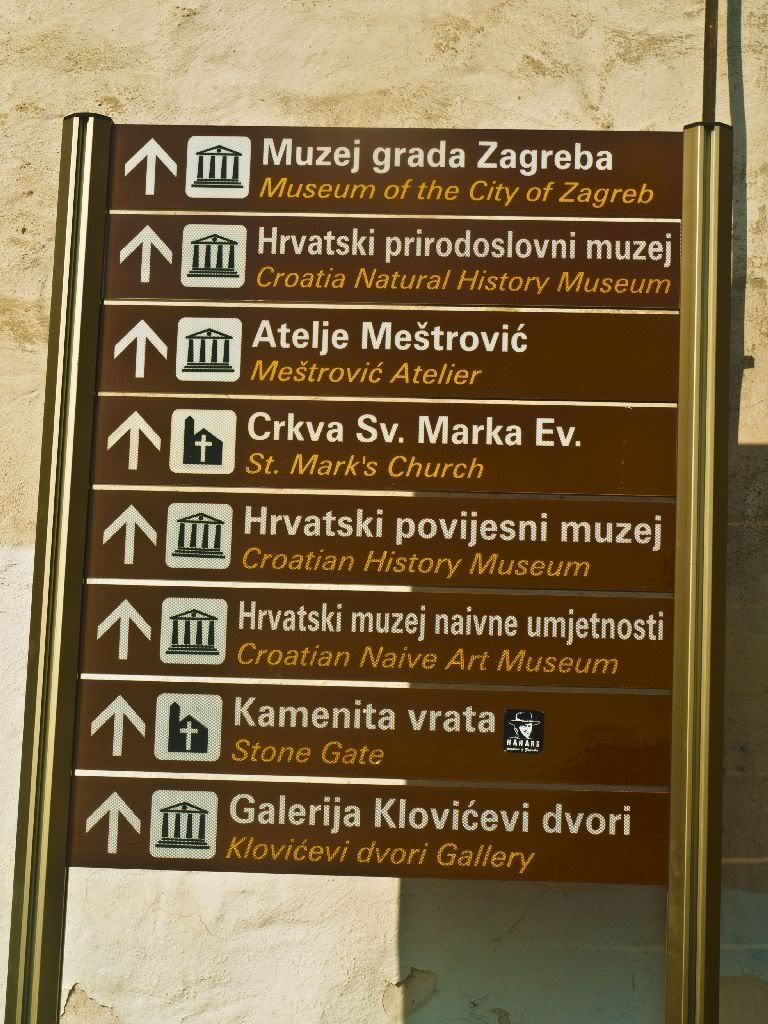 Muzej grada Zagreba
Museum of the City of Zagreb
Hrvatski prirodoslovni muzej
Croatia Natural History Museum
Atelje Meštrović
Meštrović Atelier
Crkva Sv. Marka Ev.
St. Mark's Church
Hrvatski povijesni muzej
Croatian History Museum
Hrvatski muzej naivne umjetnosti
Croatian Naive Art Museum
Kamenita vrata
Stone Gate
Galerija Klovićevi dvori
Klovićevi dvori Gallery